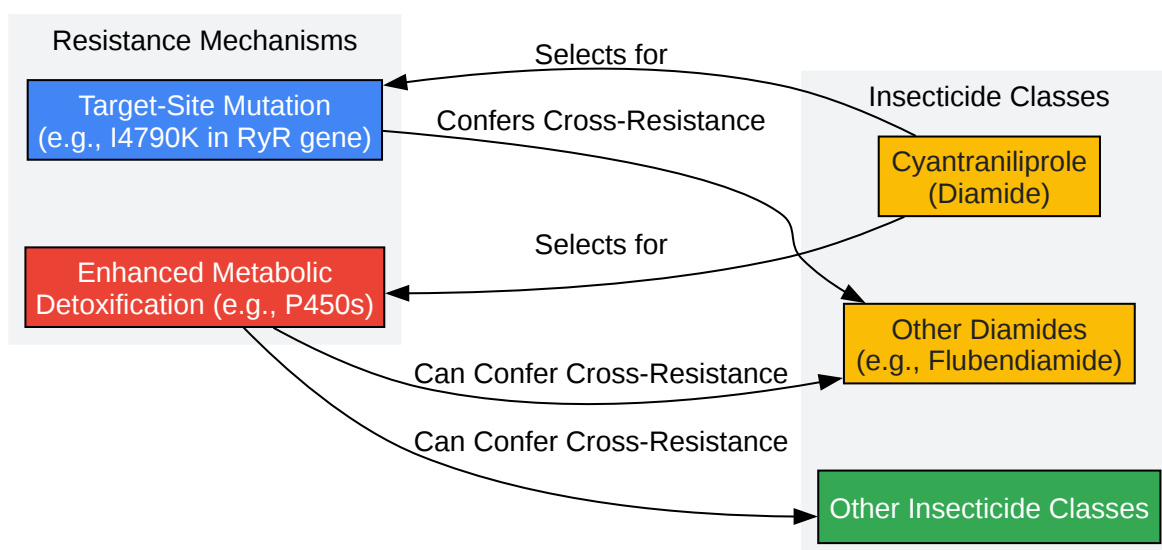 Resistance Mechanisms
Target-Site Mutation
(e.g., I4790K in RyR gene)
Enhanced Metabolic
Detoxification (e.g., P450s)
Selects for
Confers Cross-Resistance
Selects for
Can Confer Cross-Resistance
Can Confer Cross-Resistance
Insecticide Classes
Cyantraniliprole
(Diamide)
Other Diamides
(e.g., Flubendiamide)
Other Insecticide Classes